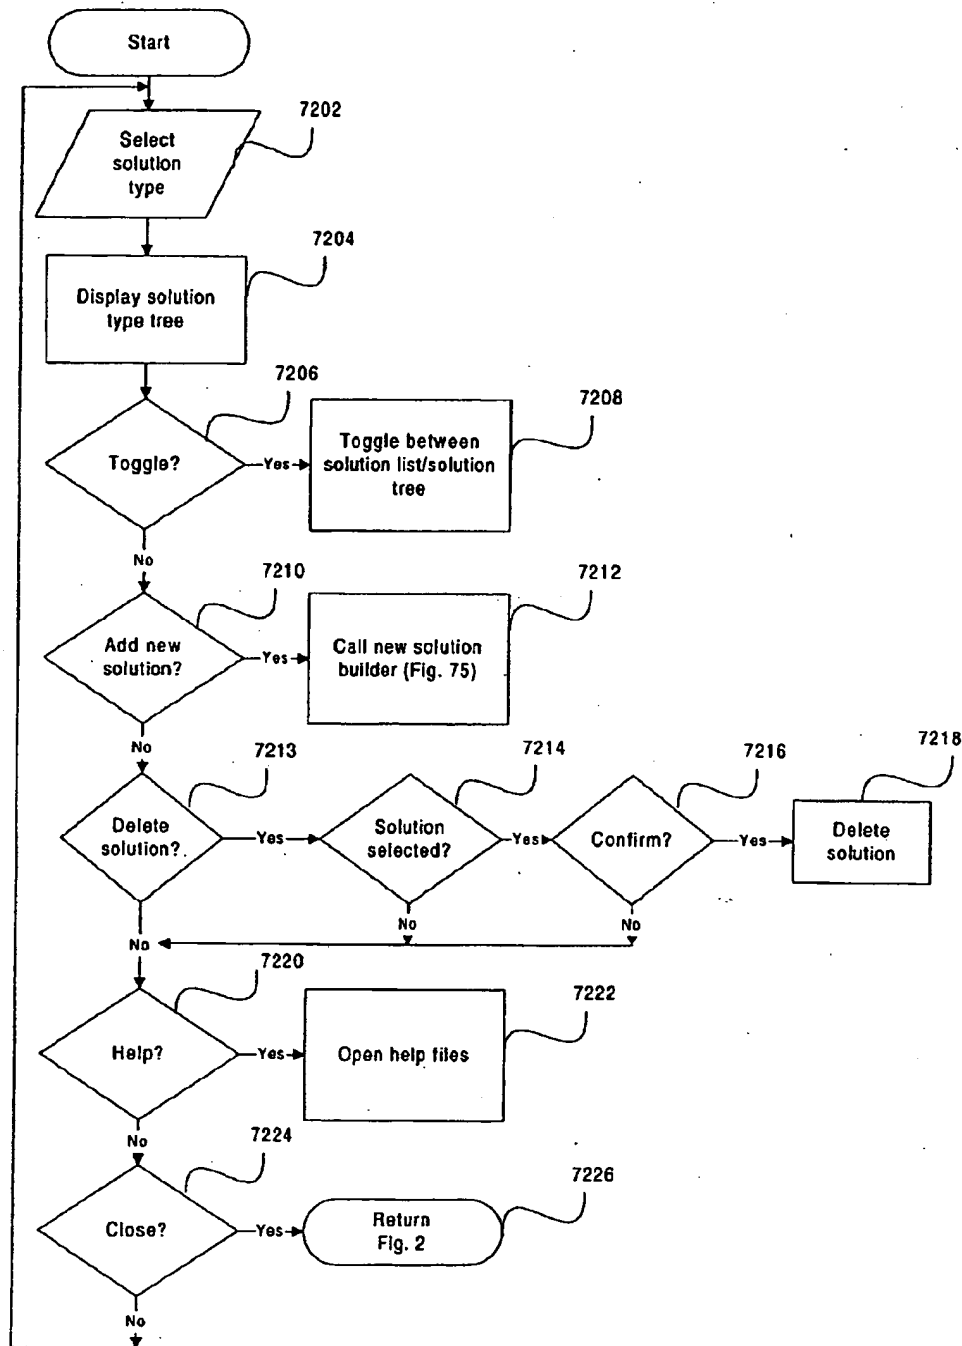 Start
7202
Select
solution
type
7204
Display solution
type tree
7206
7208
Toggle?
Yes
Toggle between
solution list/solution
tree
No
7210
7212
Add new
solution?
Yes
Call new solution
builder (Fig. 75)
No
7213
7214
7216
7218
Delete
solution?
Yes
Solution
selected?
Yes
Confirm?
Yes
Delete
solution
No
No
No
7220
7222
Help?
Yes
Open help files
No
7224
7226
Close?
Yes
Return
Fig. 2
No